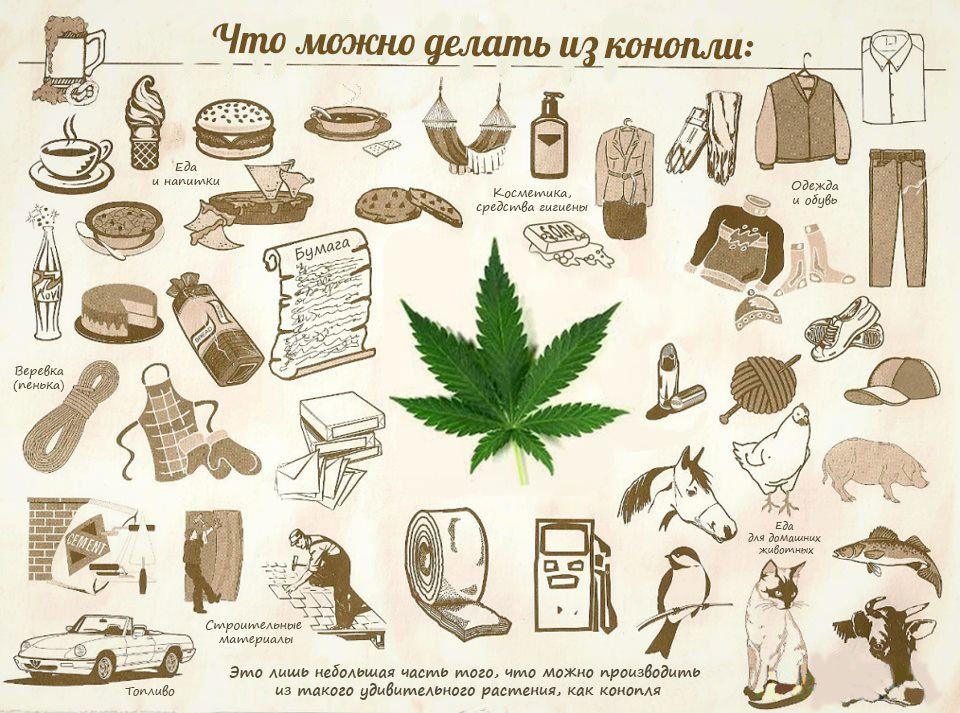 Что можно делать из конопли:
Еда
и напитки
Косметика,
средства гигиены
Одежда
и обувь
SOAP
Бумага
Веревка
(пенька)
CEMENT
Еда
для домашних
животных
Строительные
материалы
Топливо
Это лишь небольшая часть того, что можно производить
из такого удивительного растения, как конопля